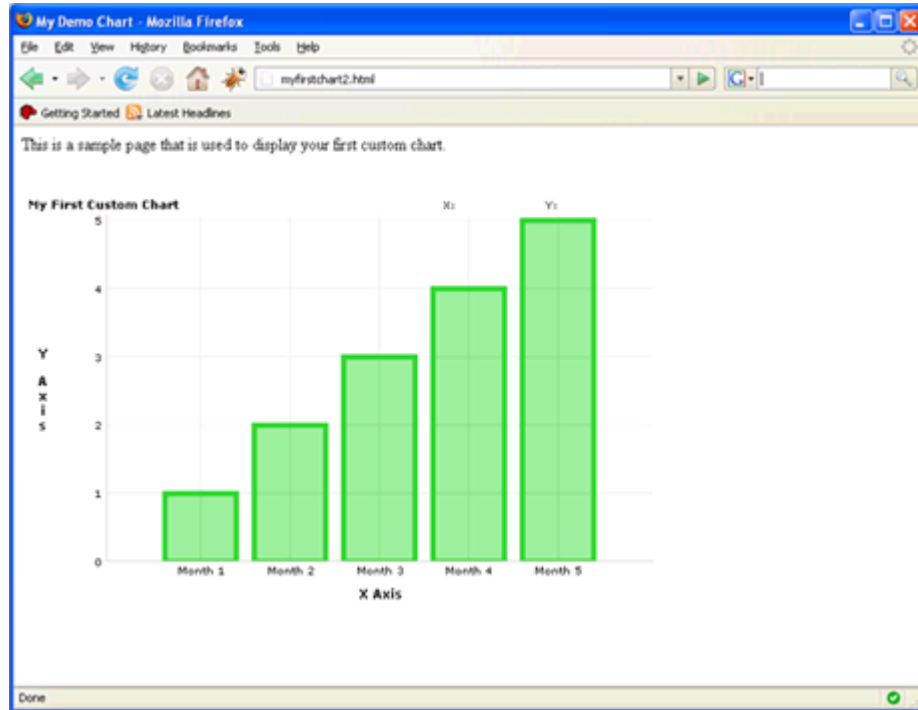 My Demo Chart - Mozilla Firefox
File Edit View History Bookmarks Tools Help
myfirstchart2.html
G
Getting Started Latest Headlines
This is a sample page that is used to display your first custom chart.
My First Custom Chart X: Y:
5
4
3
2
1
0
Y Axis
Month 1 Month 2 Month 3 Month 4 Month 5
X Axis
Done